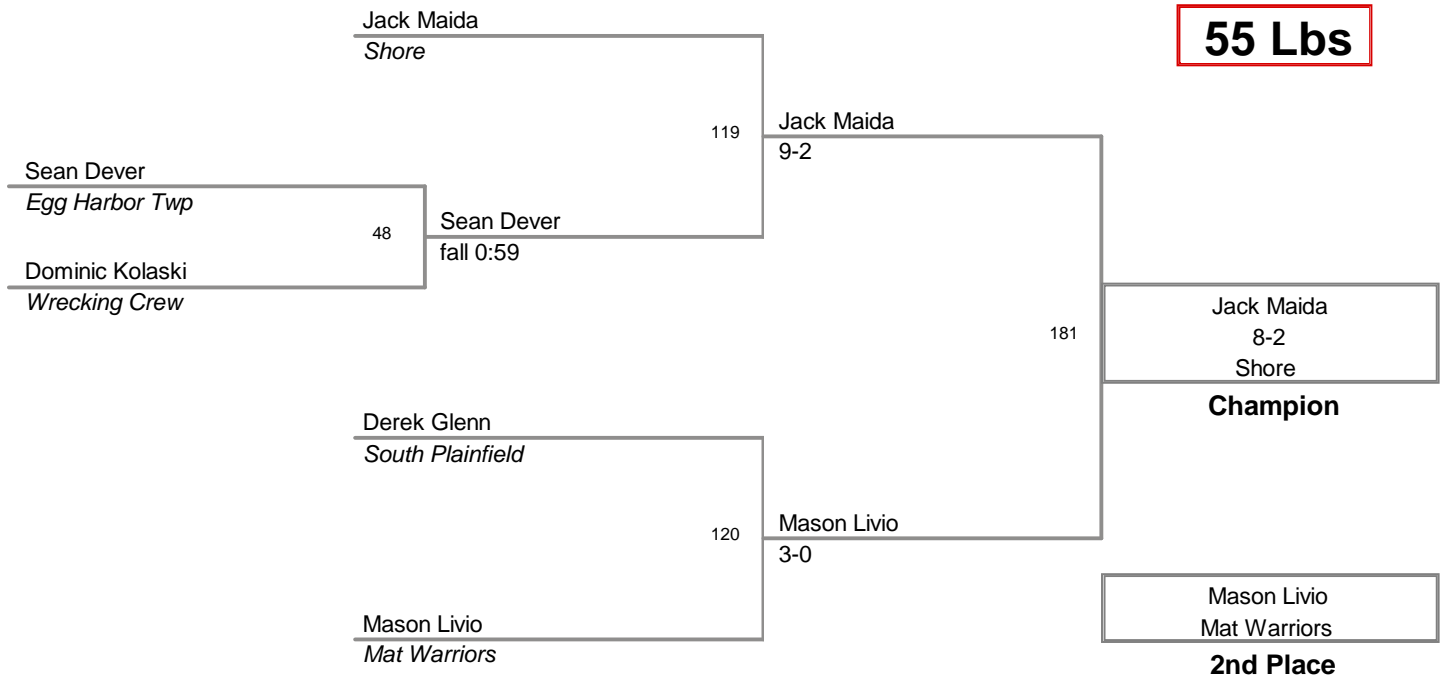 Jack Maida
Shore
55 Lbs
119
Jack Maida
9-2
Sean Dever
Egg Harbor Twp
48
Sean Dever
fall 0:59
Dominic Kolaski
Wrecking Crew
181
Jack Maida
8-2
Shore
Champion
Derek Glenn
South Plainfield
120
Mason Livio
3-0
Mason Livio
Mat Warriors
Mason Livio
Mat Warriors
2nd Place